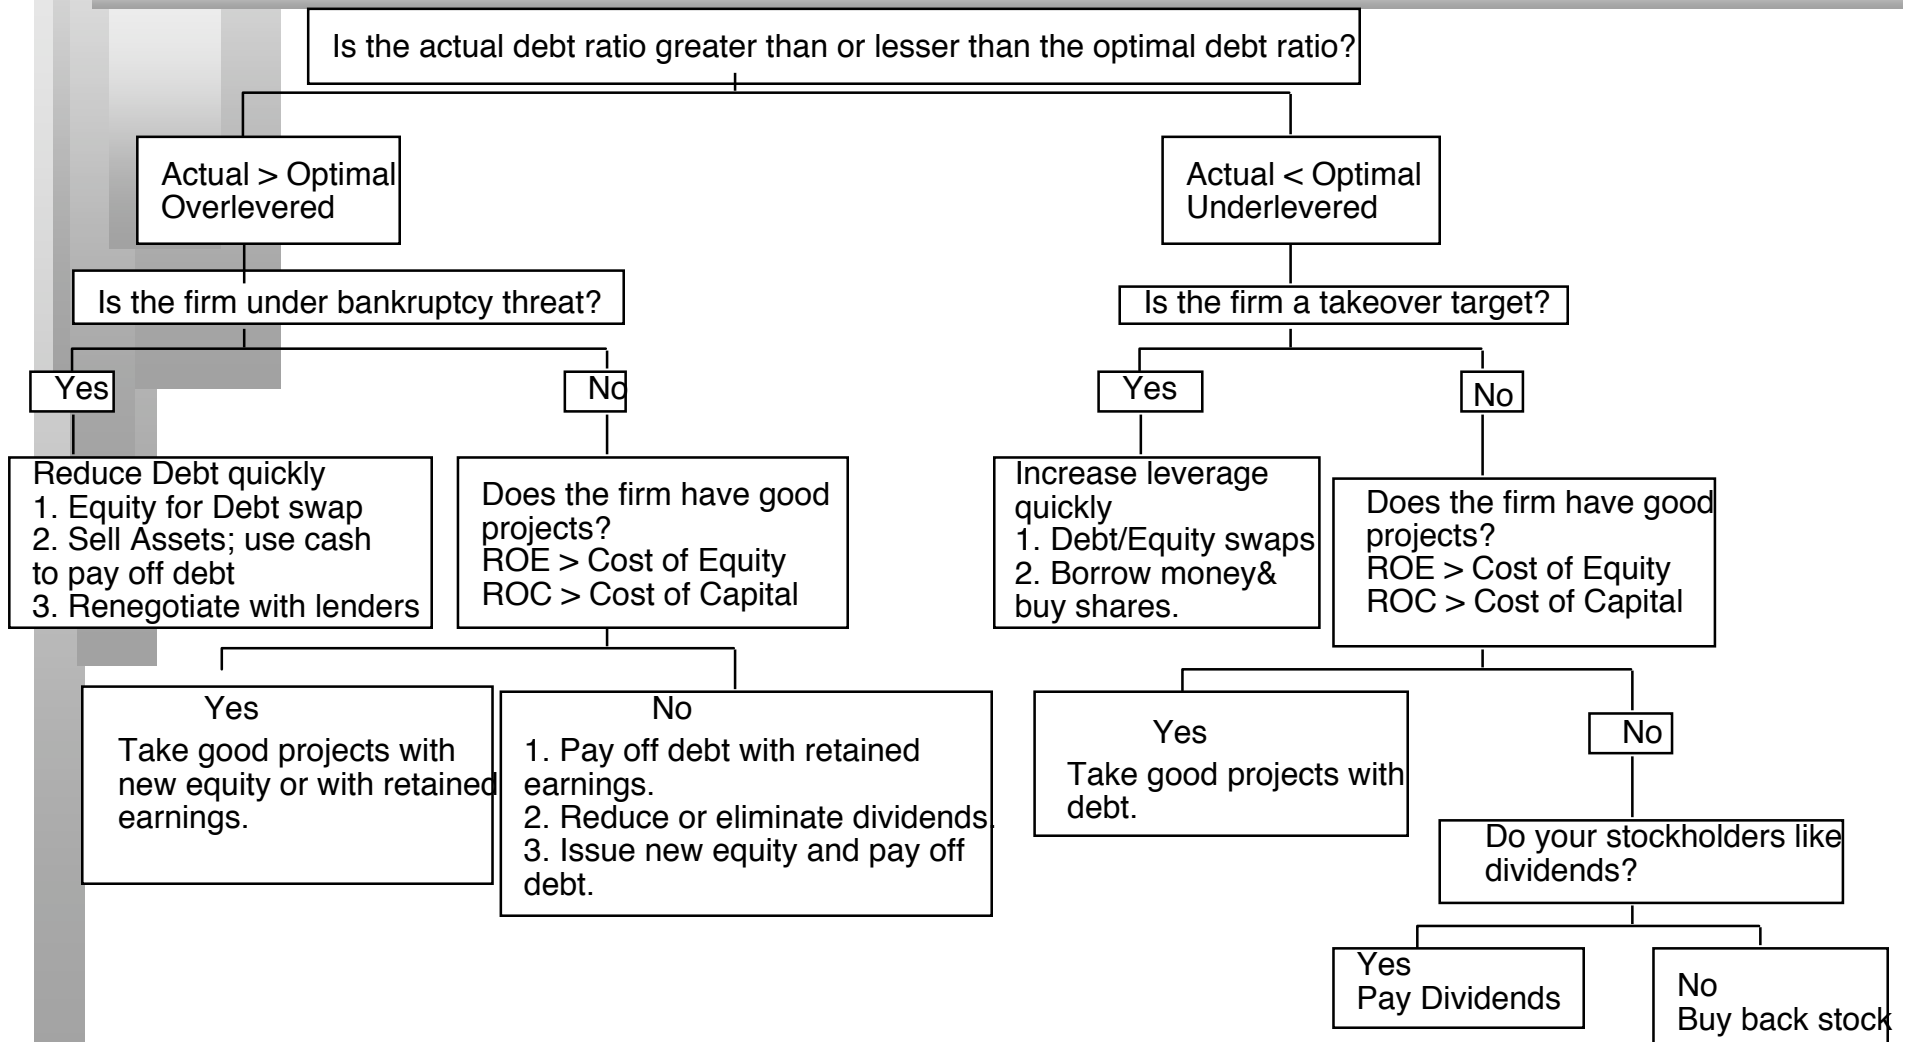 Is the actual debt ratio greater than or lesser than the optimal debt ratio?
Actual > Optimal
Overlevered
Actual < Optimal
Underlevered
Is the firm under bankruptcy threat?
Is the firm a takeover target?
Yes
No
Yes
No
Reduce Debt quickly
1. Equity for Debt swap
2. Sell Assets; use cash
to pay off debt
3. Renegotiate with lenders
Does the firm have good
projects?
ROE > Cost of Equity
ROC > Cost of Capital
Increase leverage
quickly
1. Debt/Equity swaps
2. Borrow money&
buy shares.
Does the firm have good
projects?
ROE > Cost of Equity
ROC > Cost of Capital
Yes
Take good projects with
new equity or with retained
earnings.
No
1. Pay off debt with retained
earnings.
2. Reduce or eliminate dividends.
3. Issue new equity and pay off
debt.
Yes
Take good projects with
debt.
No
Do your stockholders like
dividends?
Yes
Pay Dividends
No
Buy back stock